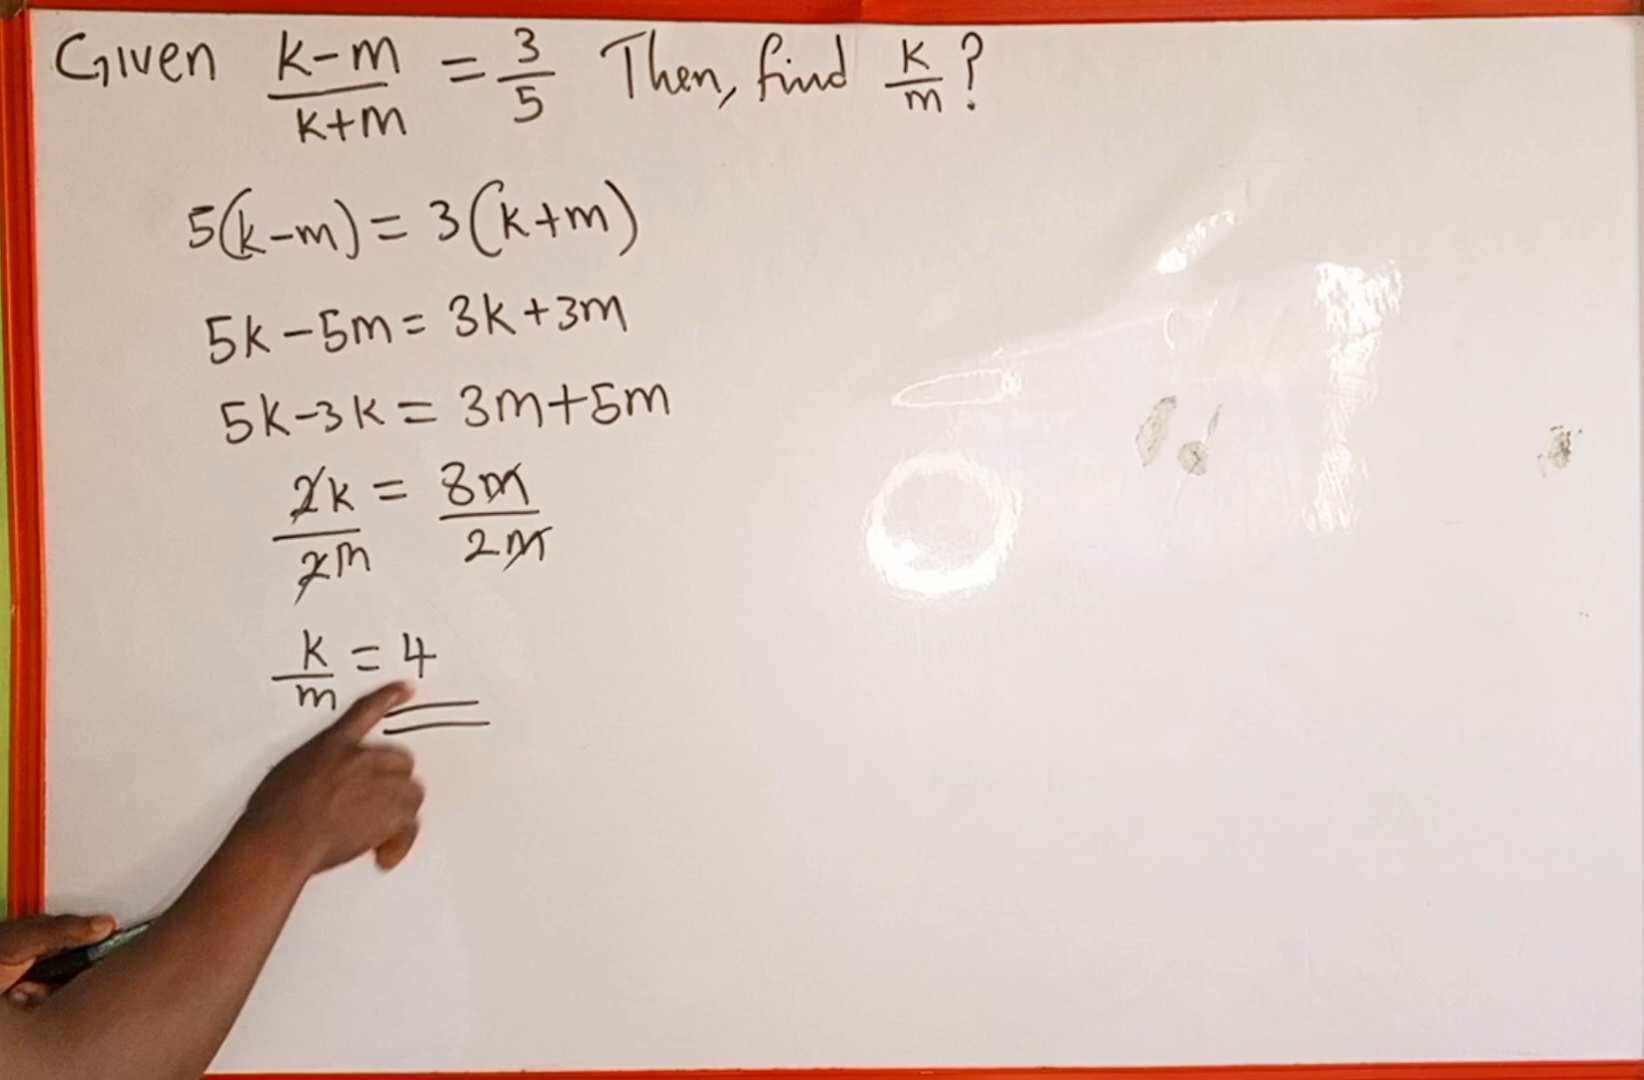 Given k-m/k+m = 3/5 Then, find k/m?
5(k-m) = 3(k+m)
5k-5m = 3k+3m
5k-3k = 3m+5m
2k/2m = 8m/2m
k/m = 4